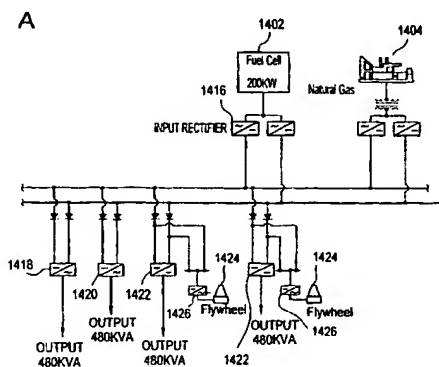 A
1402
Fuel Cell
200KW
1404
1416
Natural Gas
INPUT RECTIFIER
1418
1420
1422
1426
1424
Flywheel
1424
Flywheel
1426
1422
OUTPUT
480KVA
OUTPUT
480KVA
OUTPUT
480KVA
OUTPUT
480KVA